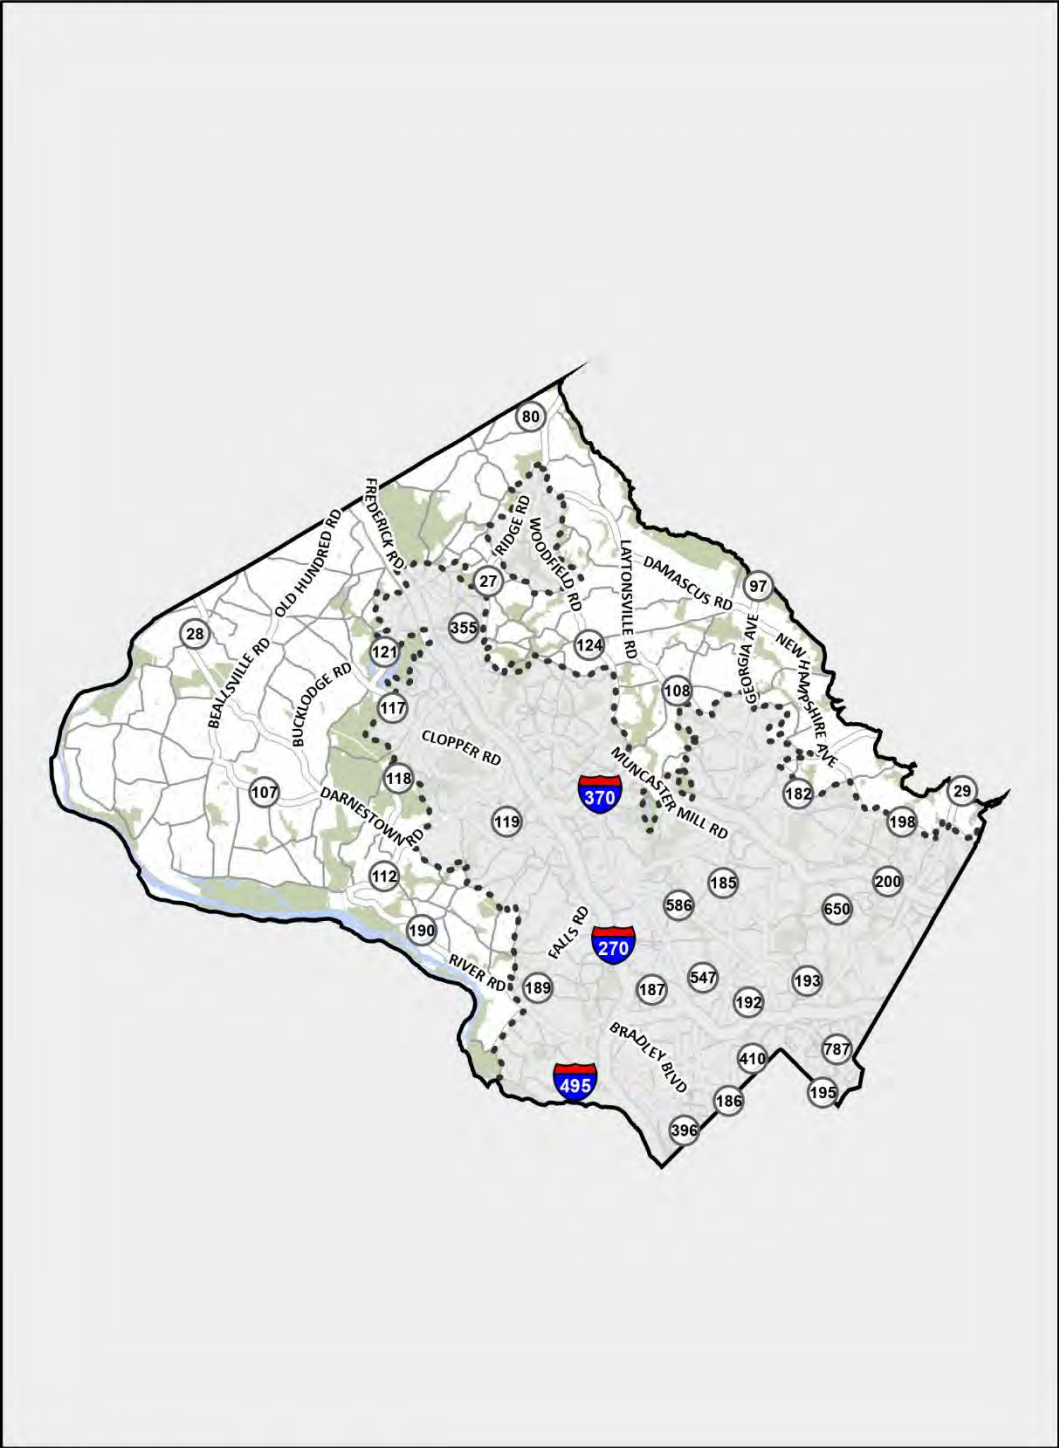 80
FREDERICK RD
RIDGE RD
WOODFIELD RD
OLD HUNDRED RD
LAYTONSVILLE RD
DAMASCUS RD
27
97
28
355
121
124
GEORGIA AVE
NEW HAMPSHIRE AVE
BEALLSVILLE RD
BUCKLODGE RD
108
117
CLOPPER RD
MUNCASTER MILL RD
118
107
370
182
29
DARNESTOWN RD
119
198
112
185
200
586
650
190
FALLS RD
270
RIVER RD
189
187
547
193
192
BRADLEY BLVD
410
787
495
186
195
396